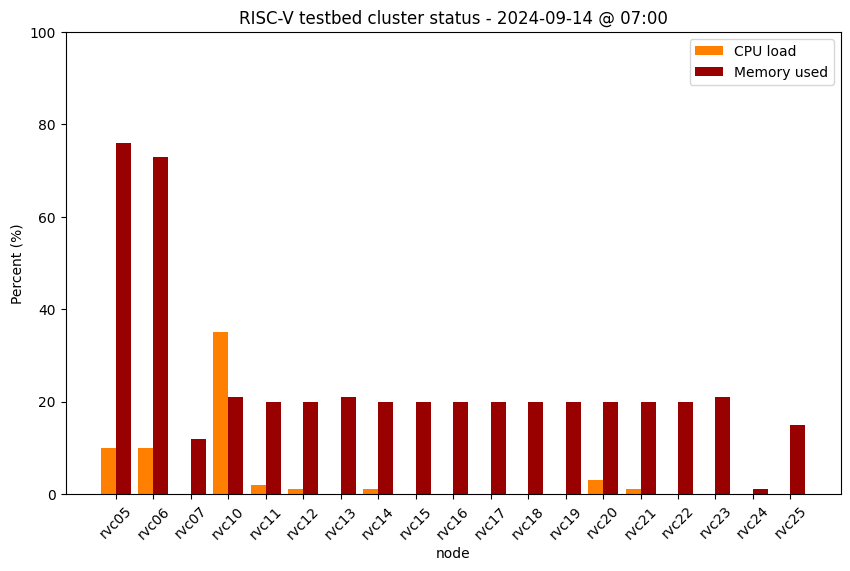 RISC-V testbed cluster status - 2024-09-14 @ 07:00
CPU load
Memory used
Percent (%)
100
80
60
40
20
0
rvc05
rvc06
rvc07
rvc10
rvc11
rvc12
rvc13
rvc14
rvc15
rvc16
rvc17
rvc18
rvc19
rvc20
rvc21
rvc22
rvc23
rvc24
rvc25
node